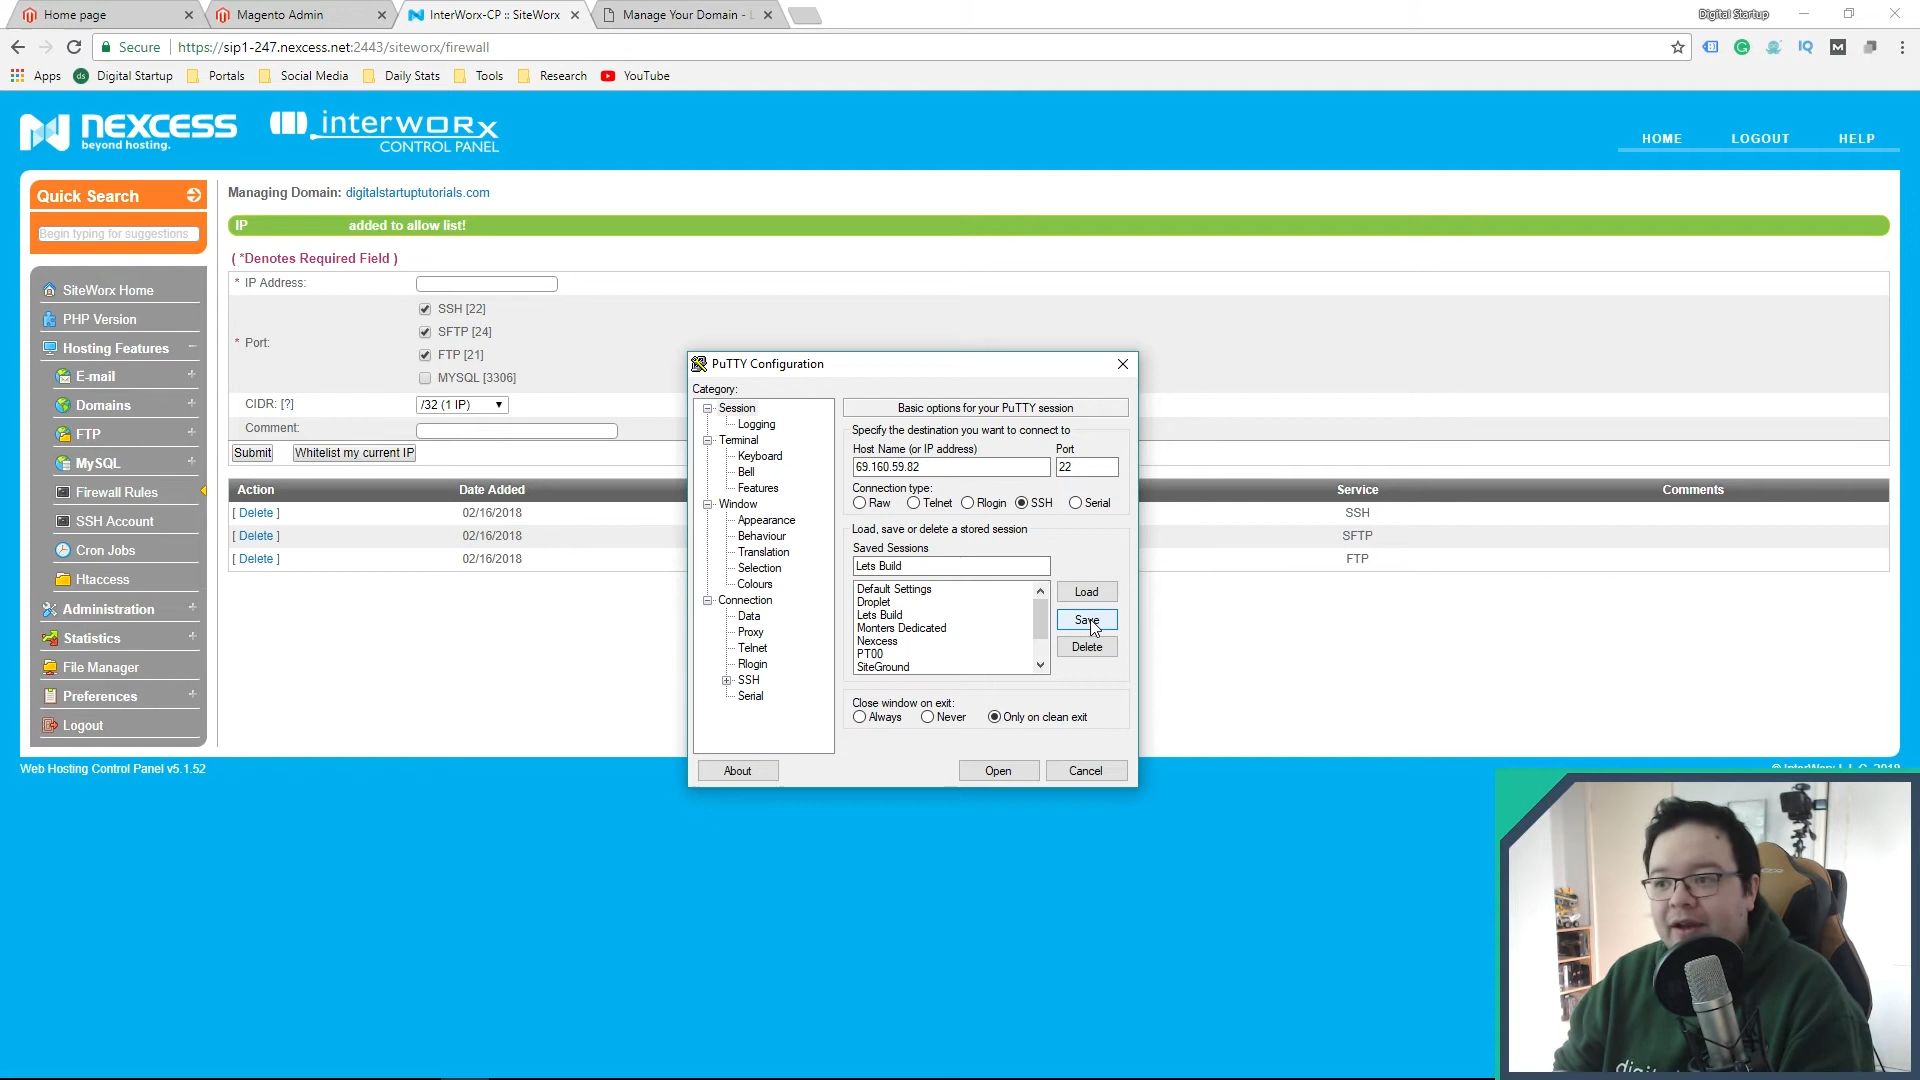 Home page
Magento Admin
InterWorx-CP :: SiteWorx
Manage Your Domain -
Digital Startup
Secure
https://sip1-247.nexcess.net:2443/siteworx/firewall
Apps
Digital Startup
Portals
Social Media
Daily Stats
Tools
Research
YouTube
NEXCESS
beyond hosting.
INTERWORX
CONTROL PANEL
HOME
LOGOUT
HELP
Quick Search
Begin typing for suggestions
SiteWorx Home
PHP Version
Hosting Features
E-mail
Domains
FTP
MySQL
Firewall Rules
SSH Account
Cron Jobs
Htaccess
Administration
Statistics
File Manager
Preferences
Logout
Web Hosting Control Panel v5.1.52
Managing Domain: digitalstartuptutorials.com
IP added to allow list!
( *Denotes Required Field )
* IP Address:
* Port:
SSH [22]
SFTP [24]
FTP [21]
MYSQL [3306]
CIDR: [?]
/32 (1 IP)
Comment:
Submit
Whitelist my current IP
Action Date Added Service Comments
[ Delete ] 02/16/2018 SSH
[ Delete ] 02/16/2018 SFTP
[ Delete ] 02/16/2018 FTP
PuTTY Configuration
Category:
Session
Logging
Terminal
Keyboard
Bell
Features
Window
Appearance
Behaviour
Translation
Selection
Colours
Connection
Data
Proxy
Telnet
Rlogin
SSH
Serial
Basic options for your PuTTY session
Specify the destination you want to connect to
Host Name (or IP address) Port
69.160.59.82 22
Connection type:
Raw Telnet Rlogin SSH Serial
Load, save or delete a stored session
Saved Sessions
Lets Build
Default Settings
Droplet
Lets Build
Monters Dedicated
Nexcess
PT00
SiteGround
Load
Save
Delete
Close window on exit:
Always Never Only on clean exit
About
Open
Cancel